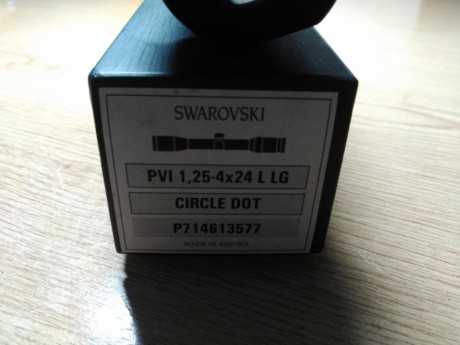 SWAROVSKI
PVI 1,25-4x24 L LG
CIRCLE DOT
P714613577
MADE IN AUSTRIA